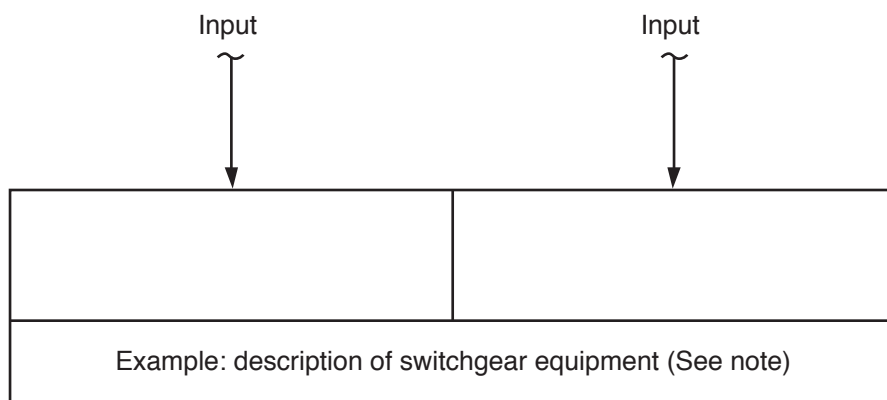 Input Input
Example: description of switchgear equipment (See note)